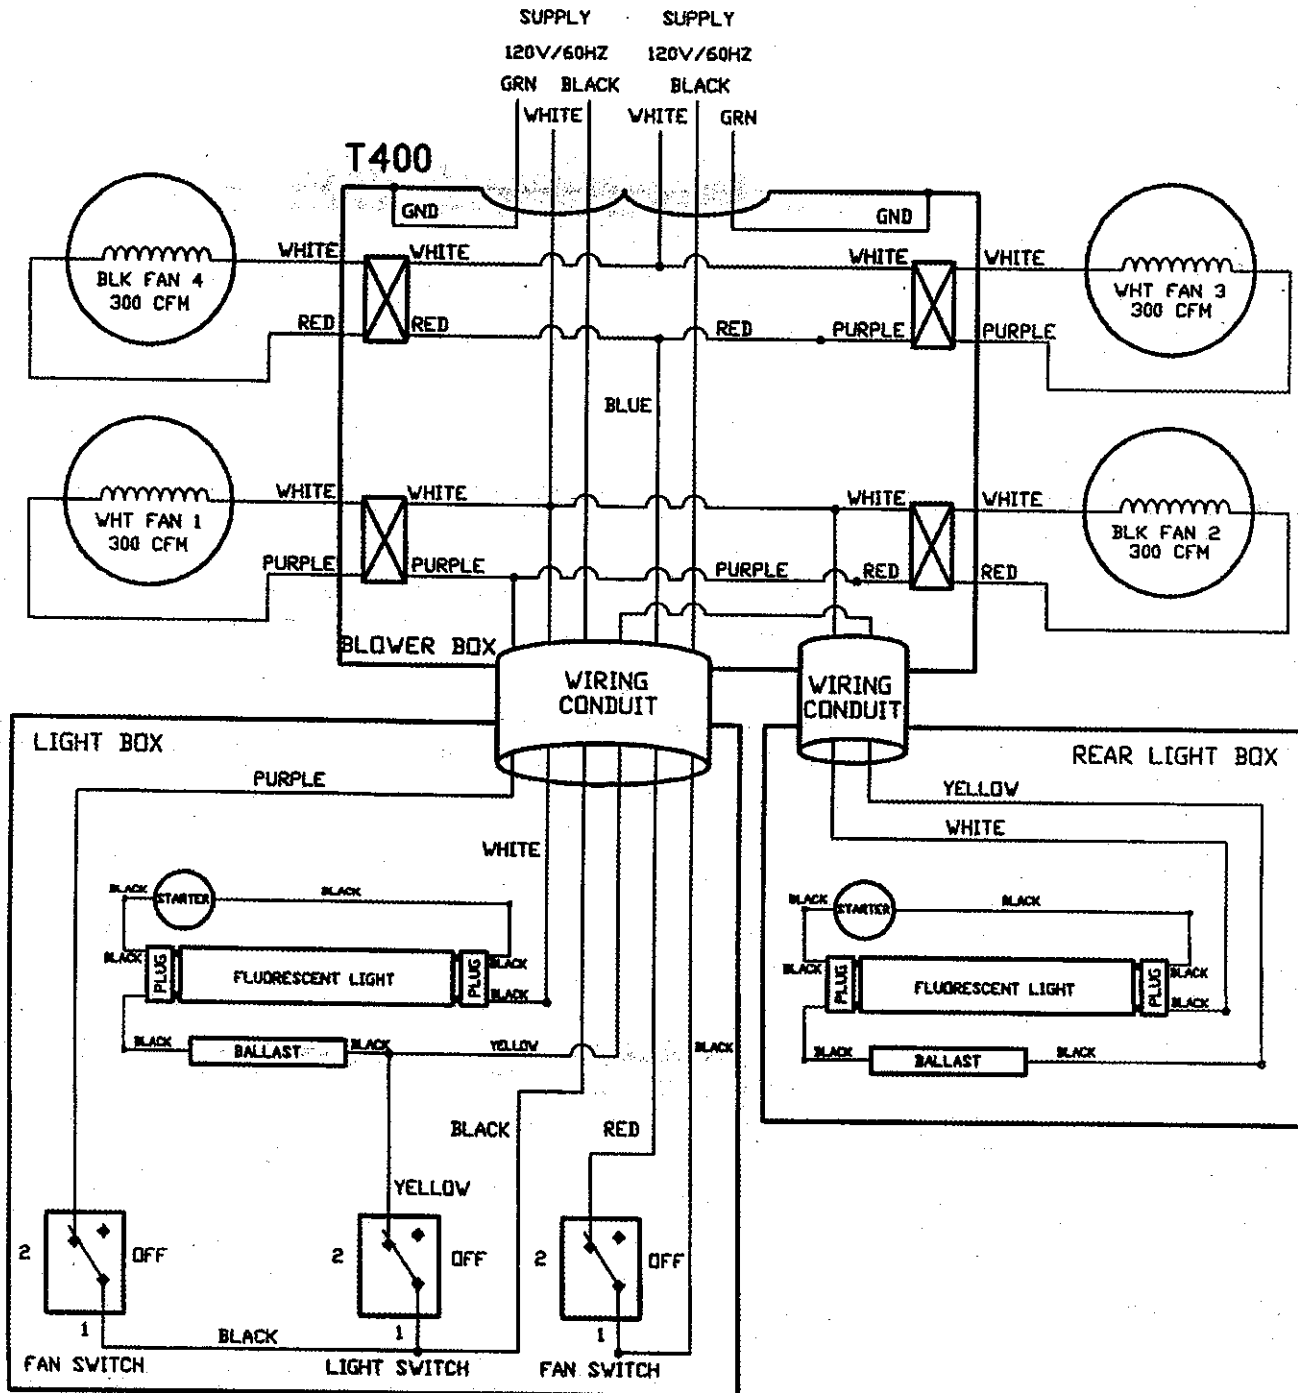 SUPPLY SUPPLY
120V/60HZ 120V/60HZ
GRN BLACK BLACK
WHITE WHITE GRN
T400
GND GND
WHITE WHITE WHITE WHITE
BLK FAN 4
300 CFM
WHT FAN 3
300 CFM
RED RED RED PURPLE PURPLE
BLUE
WHITE WHITE WHITE WHITE
WHT FAN 1
300 CFM
BLK FAN 2
300 CFM
PURPLE PURPLE PURPLE RED RED
BLOWER BOX
WIRING
CONDUIT
WIRING
CONDUIT
LIGHT BOX
REAR LIGHT BOX
PURPLE
YELLOW
WHITE
WHITE
BLACK STARTER BLACK
BLACK STARTER BLACK
BLACK PLUG FLUORESCENT LIGHT PLUG BLACK
BLACK
BLACK PLUG FLUORESCENT LIGHT PLUG BLACK
BLACK
BLACK BALLAST BLACK YELLOW BLACK
BLACK BALLAST BLACK
BLACK RED
YELLOW
2 OFF 2 OFF 2 OFF
1 BLACK 1 1
FAN SWITCH LIGHT SWITCH FAN SWITCH